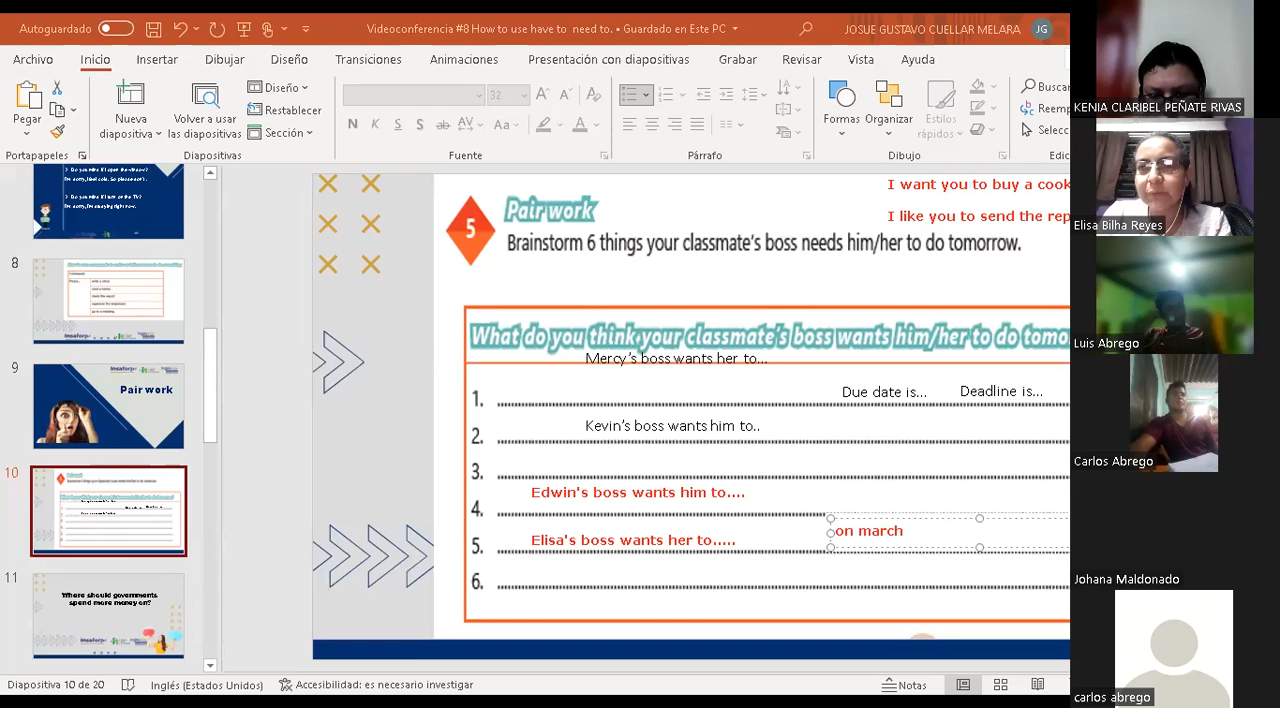 Autoguardado
Videoconferencia #8 How to use have to need to. • Guardado en Este PC
JOSUE GUSTAVO CUELLAR MELARA
JG
Archivo
Inicio
Insertar
Dibujar
Diseño
Transiciones
Animaciones
Presentación con diapositivas
Grabar
Revisar
Vista
Ayuda
Pegar
Nueva diapositiva
Volver a usar las diapositivas
Diseño
Restablecer
Sección
32
N K S S ab AV Aa A
Formas
Organizar
Estilos rápidos
Portapapeles
Diapositivas
Fuente
Párrafo
Dibujo
8
9
Pair work
10
11
Where should governments
spend more money on?
I want you to buy a cook
I like you to send the rep
5
Pair work
Brainstorm 6 things your classmate's boss needs him/her to do tomorrow.
What do you think your classmate's boss wants him/her to do tomo
Mercy's boss wants her to...
1.
Due date is...
Deadline is...
2.
Kevin's boss wants him to..
3.
Edwin's boss wants him to....
4.
Elisa's boss wants her to.....
on march
5.
6.
Diapositiva 10 de 20
Inglés (Estados Unidos)
Accesibilidad: es necesario investigar
Notas
KENIA CLARIBEL PEÑATE RIVAS
Elisa Bilha Reyes
Luis Abrego
Carlos Abrego
Johana Maldonado
carlos abrego